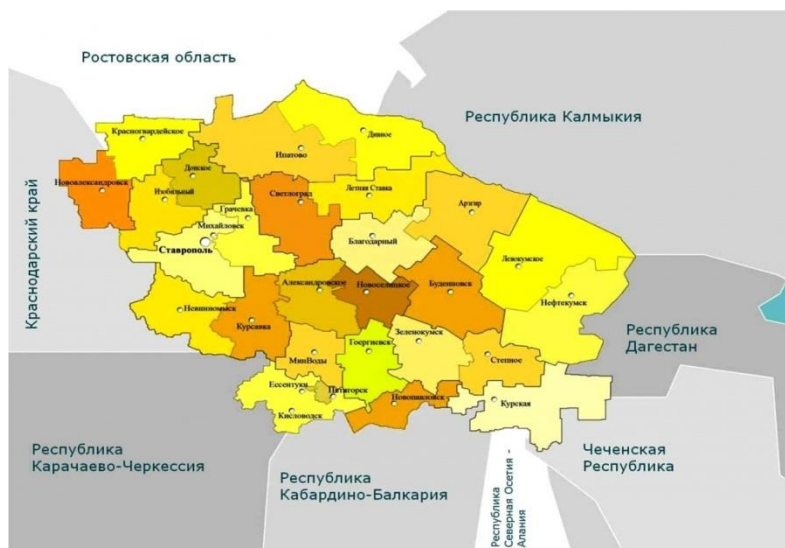 Ростовская область
Республика Калмыкия
Краснодарский край
Красногвардейское
Дивное
Ипатово
Донское
Новоалександровск
Изобильный
Светлоград
Летняя Ставка
Грачевка
Арзгир
Михайловск
Благодарный
Ставрополь
Левокумское
Александровское
Новоселицкое
Буденновск
Нефтекумск
Невинномысск
Курсавка
Зеленокумск
Республика
Дагестан
МинВоды
Георгиевск
Степное
Ессентуки
Пятигорск
Новопавловск
Кисловодск
Курская
Республика
Карачаево-Черкессия
Республика
Кабардино-Балкария
Республика
Северная Осетия -
Алания
Чеченская
Республика